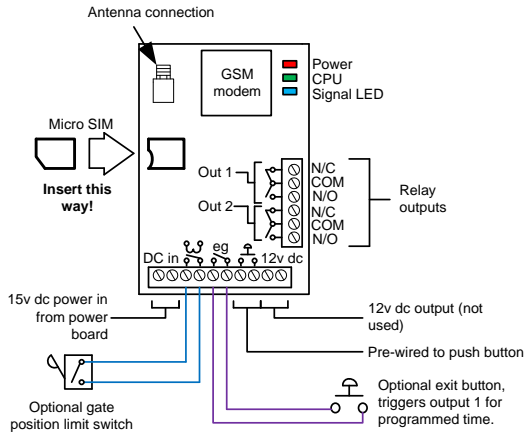 Antenna connection
GSM
modem
Power
CPU
Signal LED
Micro SIM
Insert this
way!
Out 1
Out 2
N/C
COM
N/O
N/C
COM
N/O
Relay
outputs
DC in
eg
12v dc
15v dc power in
from power
board
12v dc output (not
used)
Pre-wired to push button
Optional gate
position limit switch
Optional exit button,
triggers output 1 for
programmed time.